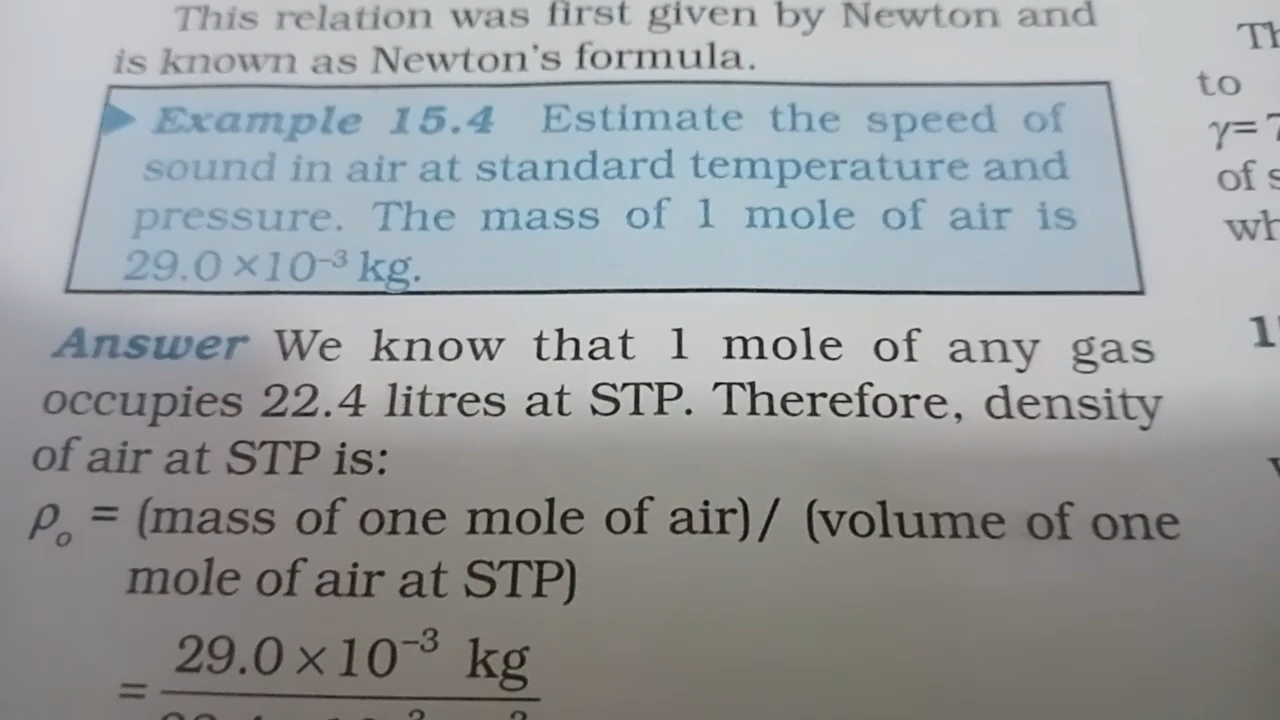 This relation was first given by Newton and
is known as Newton's formula.
Example 15.4 Estimate the speed of
sound in air at standard temperature and
pressure. The mass of 1 mole of air is
29.0 ×10⁻³ kg.
Answer We know that 1 mole of any gas
occupies 22.4 litres at STP. Therefore, density
of air at STP is:
ρₒ = (mass of one mole of air)/ (volume of one
mole of air at STP)
= 29.0 × 10⁻³ kg
to
γ=
of